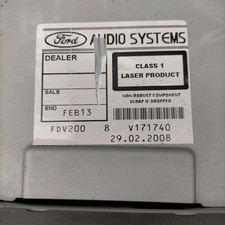 Ford AUDIO SYSTEMS
DEALER
CLASS 1
LASER PRODUCT
SALE
NON-ROBUST COMPONENT
SCRAP IF DROPPED
END FEB13
FDV200 8 V171740
29.02.2008